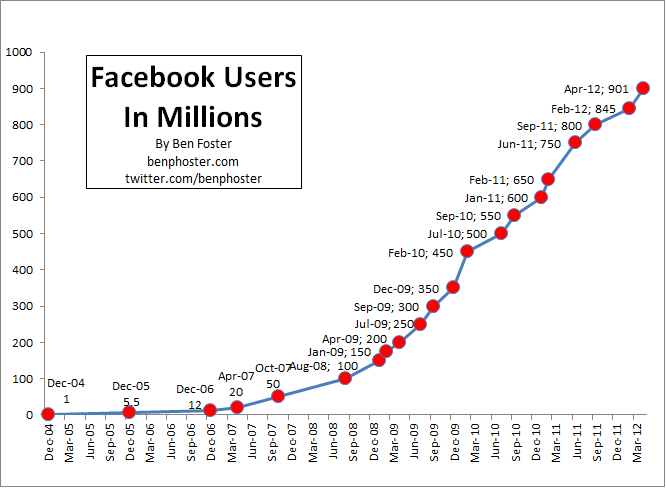 Facebook Users
In Millions
By Ben Foster
benphoster.com
twitter.com/benphoster
1000
900
800
700
600
500
400
300
200
100
0
Dec-04
1
Dec-05
5.5
Dec-06
12
Apr-07
20
Oct-07
50
Aug-08; 100
Jan-09; 150
Apr-09; 200
Jul-09; 250
Sep-09; 300
Dec-09; 350
Feb-10; 450
Jul-10; 500
Sep-10; 550
Jan-11; 600
Feb-11; 650
Jun-11; 750
Sep-11; 800
Feb-12; 845
Apr-12; 901
Dec-04
Mar-05
Jun-05
Sep-05
Dec-05
Mar-06
Jun-06
Sep-06
Dec-06
Mar-07
Jun-07
Sep-07
Dec-07
Mar-08
Jun-08
Sep-08
Dec-08
Mar-09
Jun-09
Sep-09
Dec-09
Mar-10
Jun-10
Sep-10
Dec-10
Mar-11
Jun-11
Sep-11
Dec-11
Mar-12